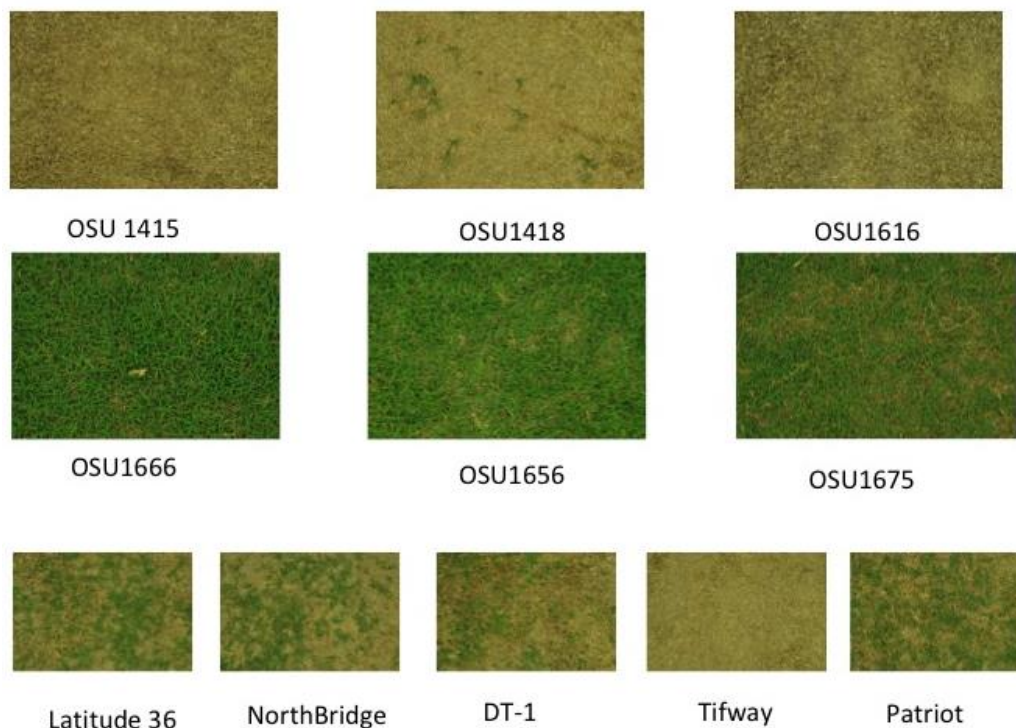 OSU 1415
OSU1418
OSU1616
OSU1666
OSU1656
OSU1675
Latitude 36
NorthBridge
DT-1
Tifway
Patriot